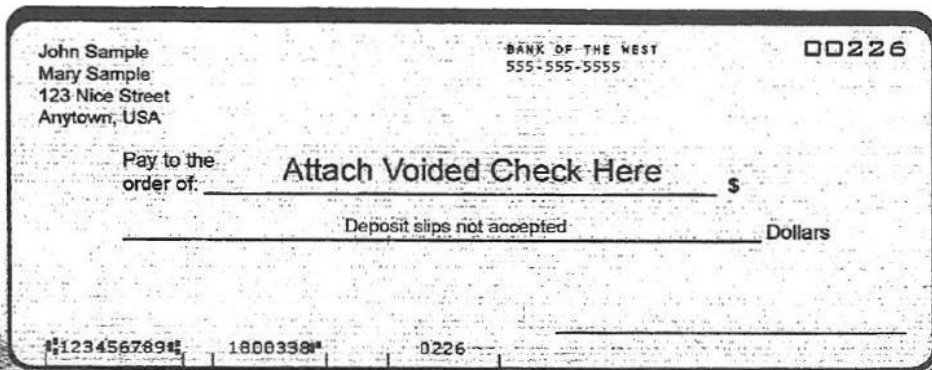 John Sample
Mary Sample
123 Nice Street
Anytown, USA
BANK OF THE WEST
555-555-5555
00226
Pay to the
order of: Attach Voided Check Here $
Deposit slips not accepted Dollars
⑆123456789⑆ 1800338⑈ 0226